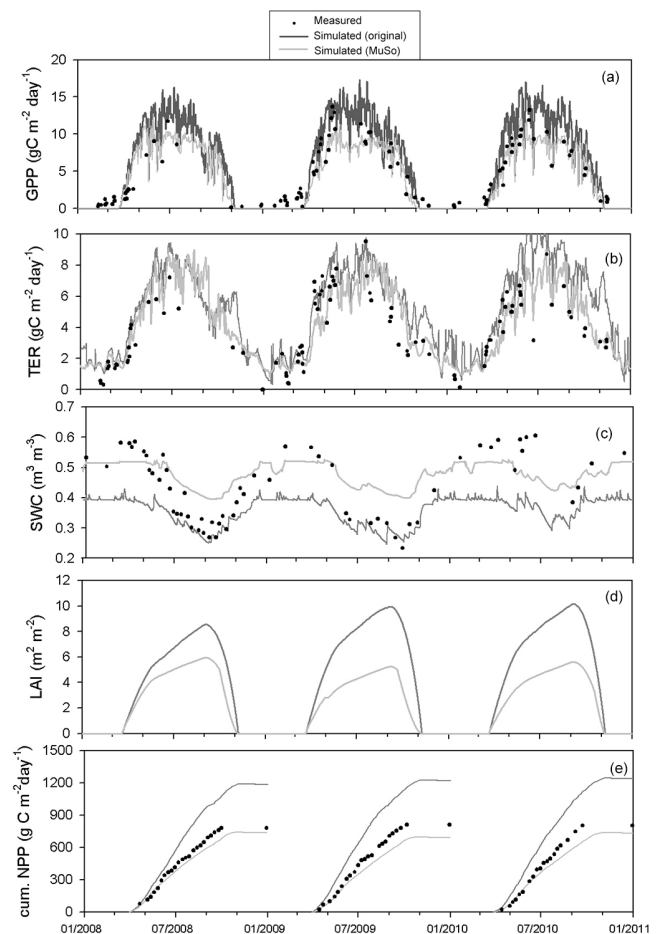 Measured
Simulated (original)
Simulated (MuSo)
20
15
10
5
0
GPP (gC m-2 day-1)
(a)
10
8
6
4
2
0
TER (gC m-2 day-1)
(b)
0.7
0.6
0.5
0.4
0.3
0.2
SWC (m3 m-3)
(c)
12
10
8
6
4
2
0
LAI (m2 m-2)
(d)
1500
1200
900
600
300
0
cum. NPP (g C m-2day-1)
(e)
01/2008 07/2008 01/2009 07/2009 01/2010 07/2010 01/2011